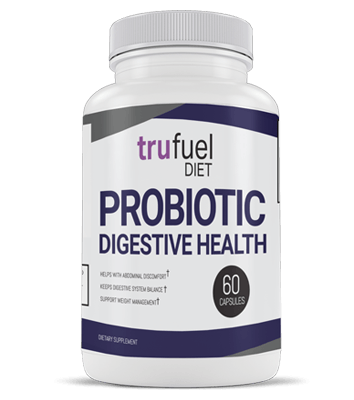 trufuel
DIET
PROBIOTIC
DIGESTIVE HEALTH
HELPS WITH ABDOMINAL DISCOMFORT†
KEEPS DIGESTIVE SYSTEM BALANCE†
SUPPORT WEIGHT MANAGEMENT†
60
CAPSULES
DIETARY SUPPLEMENT